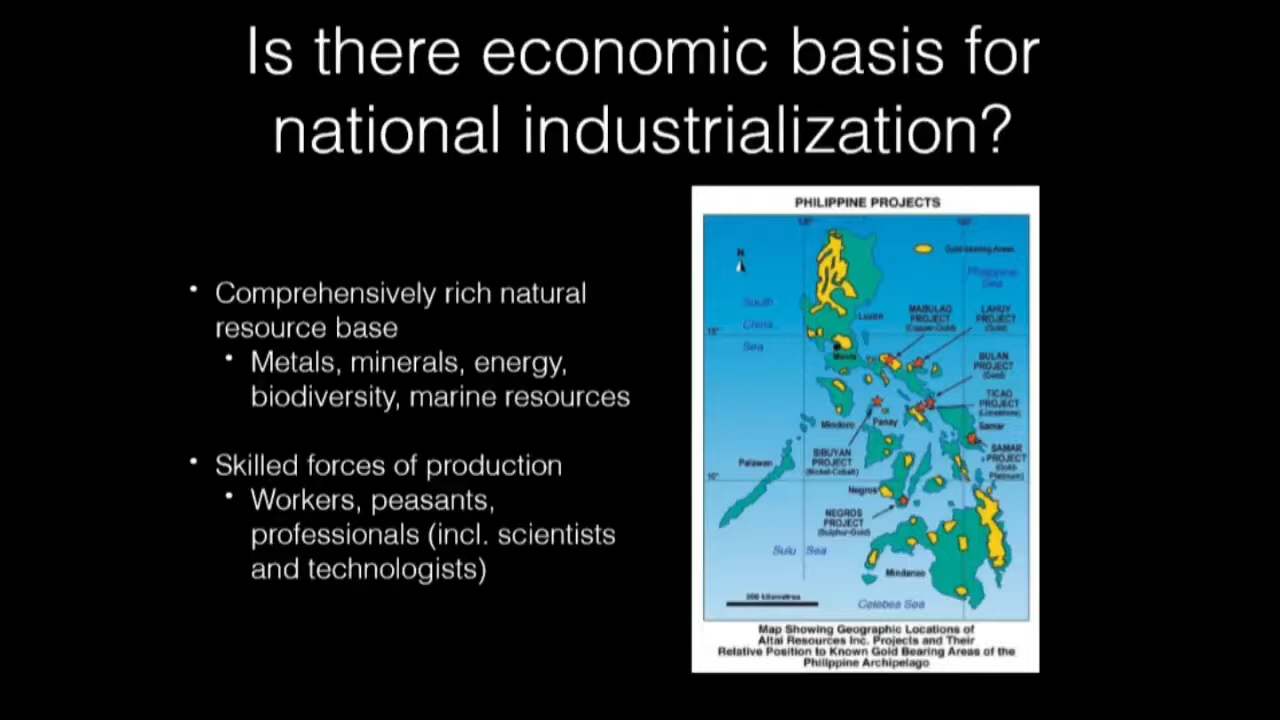 Is there economic basis for
national industrialization?
• Comprehensively rich natural
resource base
• Metals, minerals, energy,
biodiversity, marine resources
• Skilled forces of production
• Workers, peasants,
professionals (incl. scientists
and technologists)
PHILIPPINE PROJECTS
N
Gold Bearing Areas
Philippine
Sea
South
China
Sea
15°
Luzon
MABULAO
PROJECT
(Copper-Gold)
LAHUY
PROJECT
(Gold)
Manila
BULAN
PROJECT
(Gold)
TICAO
PROJECT
(Limestone)
Mindoro
Panay
Samar
SIBUYAN
PROJECT
(Nickel-Cobalt)
SAMAR
PROJECT
(Gold-
Platinum)
Palawan
10°
Negros
NEGROS
PROJECT
(Sulphur-Gold)
Sulu Sea
Mindanao
200 kilometres
Celebes Sea
Map Showing Geographic Locations of
Altai Resources Inc. Projects and Their
Relative Position to Known Gold Bearing Areas of the
Philippine Archipelago